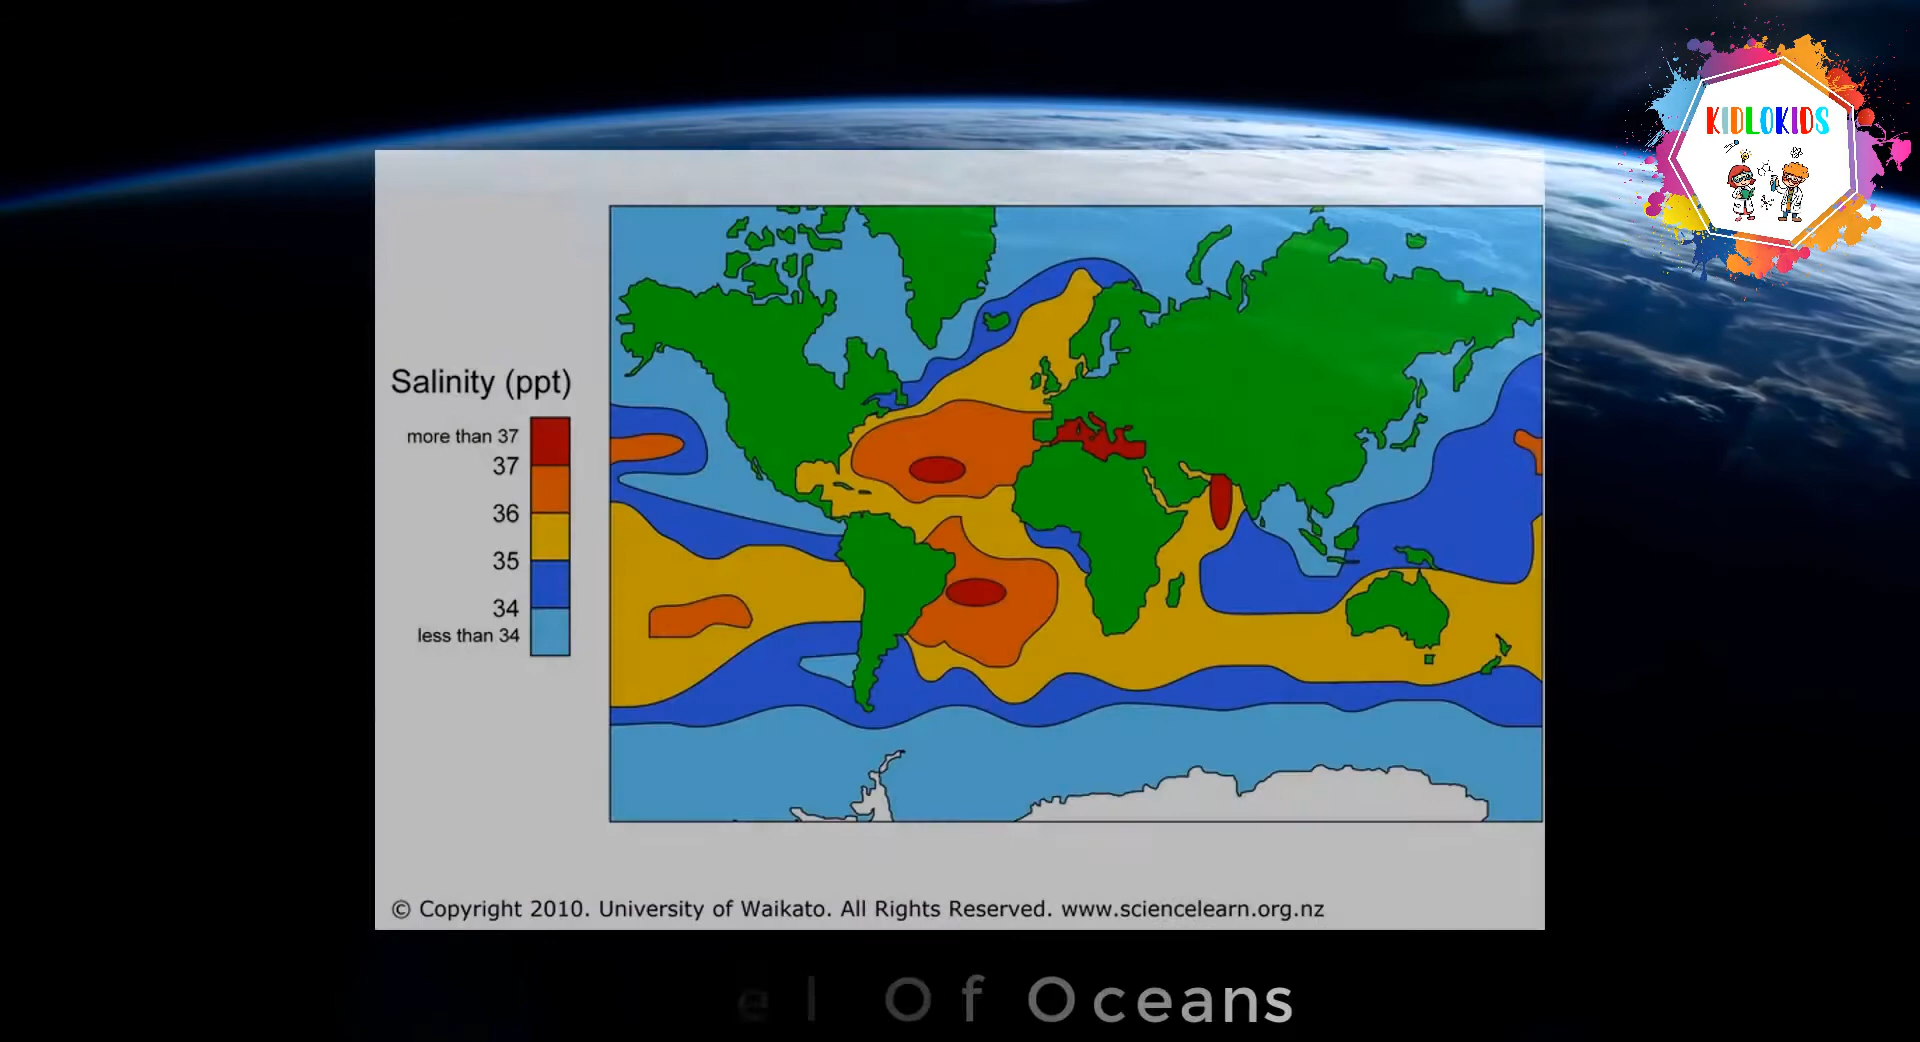 KIDLOKIDS
Salinity (ppt)
more than 37
37
36
35
34
less than 34
© Copyright 2010. University of Waikato. All Rights Reserved. www.sciencelearn.org.nz
el Of Oceans